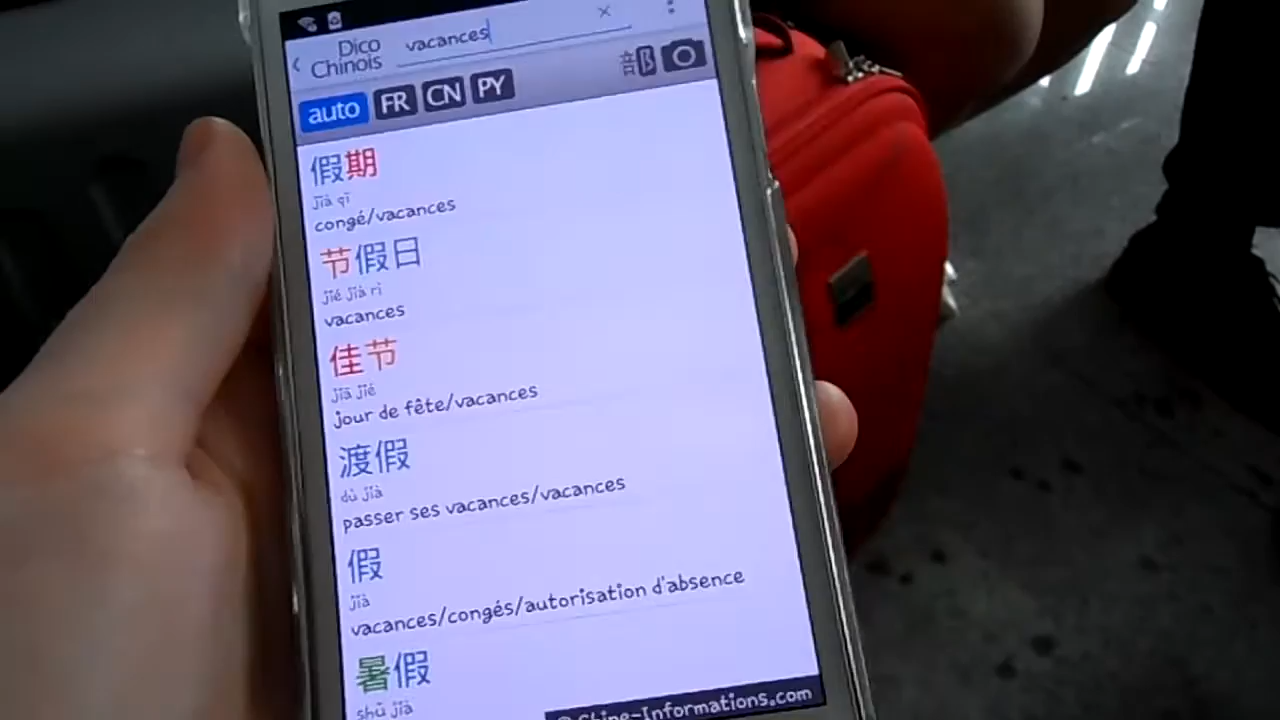 Dico
Chinois
vacances
auto FR CN PY
假期
jià qī
congé/vacances
节假日
jié jià rì
vacances
佳节
jiā jié
jour de fête/vacances
渡假
dù jià
passer ses vacances/vacances
假
jià
vacances/congés/autorisation d'absence
暑假
shǔ jià
Chine-Informations.com